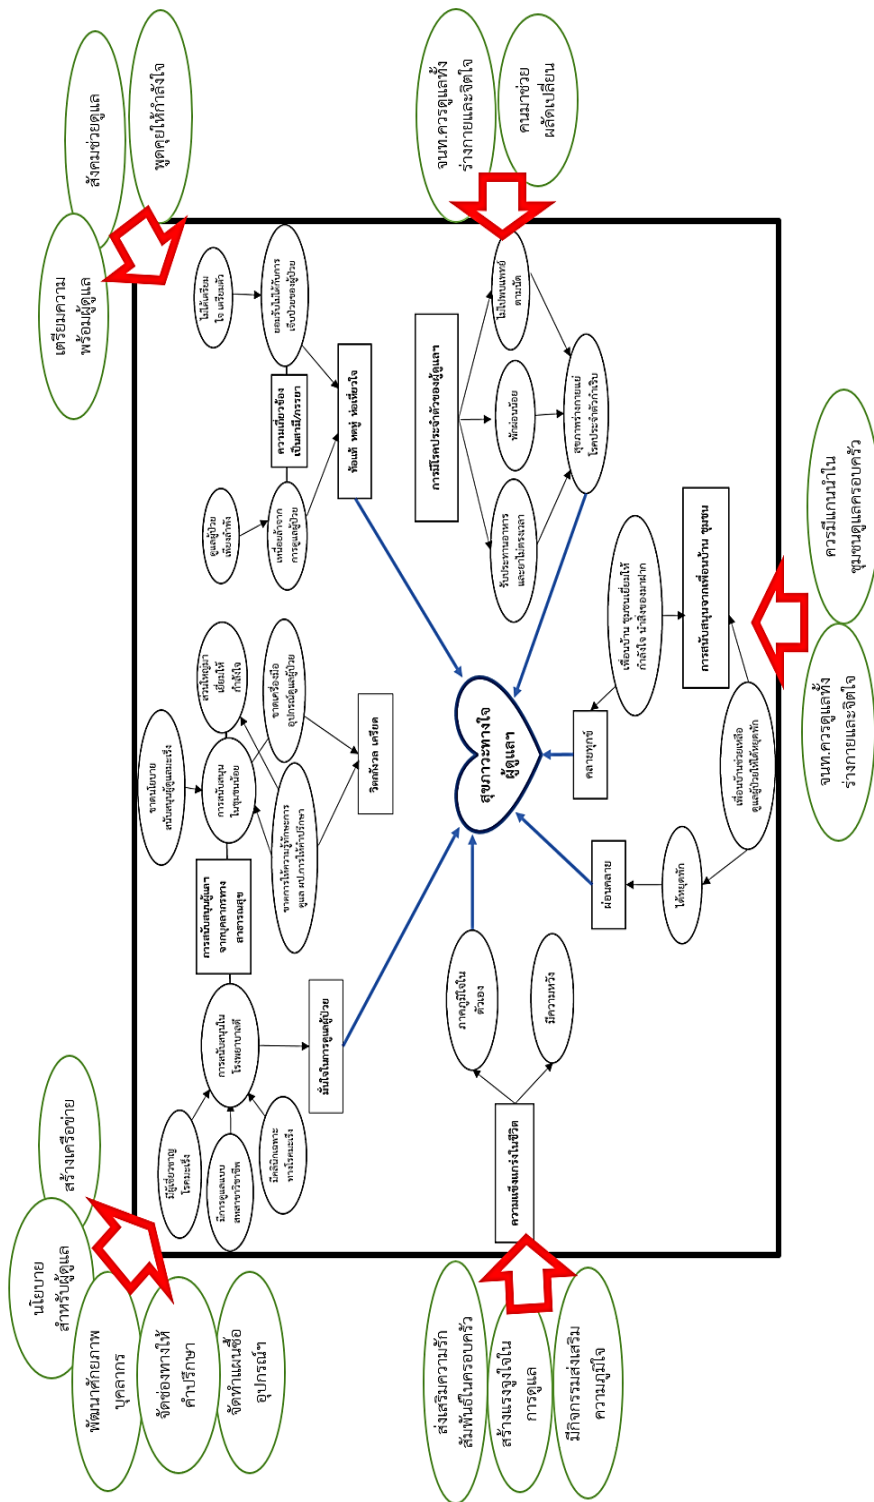 นโยบาย
สำหรับผู้ดูแล
สร้างเครือข่าย
พัฒนาศักยภาพ
บุคลากร
จัดช่องทางให้
คำปรึกษา
จัดทำแผนซื้อ
อุปกรณ์ฯ
เตรียมความ
พร้อมผู้ดูแล
สังคมช่วยดูแล
พูดคุยให้กำลังใจ
มีผู้เชี่ยวชาญ
โรคมะเร็ง
มีการดูแลแบบ
สหสาขาวิชาชีพ
มีคลินิกเฉพาะ
ทางโรคมะเร็ง
การสนับสนุนใน
โรงพยาบาลดี
มั่นใจในการดูแลผู้ป่วย
การสนับสนุนผู้ดูแลฯ
จากบุคลากรทาง
สาธารณสุข
ขาดนโยบาย
สนับสนุนผู้ดูแลมะเร็ง
การสนับสนุน
ในชุมชนน้อย
ส่วนใหญ่มา
เยี่ยมให้
กำลังใจ
ขาดการให้ความรู้ทักษะการ
ดูแล ผป.การให้คำปรึกษา
ขาดเครื่องมือ
อุปกรณ์ดูแลผู้ป่วย
วิตกกังวล เครียด
ดูแลผู้ป่วย
เพียงลำพัง
เหนื่อยล้าจาก
การดูแลผู้ป่วย
ความเกี่ยวข้อง
เป็นสามี/ภรรยา
ไม่ได้เตรียม
ใจ เตรียมตัว
ยอมรับไม่ได้กับการ
เจ็บป่วยของผู้ป่วย
ท้อแท้ หดหู่ ห่อเหี่ยวใจ
สุขภาวะทางใจ
ผู้ดูแลฯ
การมีโรคประจำตัวของผู้ดูแลฯ
รับประทานอาหาร
และยาไม่ตรงเวลา
พักผ่อนน้อย
ไม่ไปพบแพทย์
ตามนัด
สุขภาพร่างกายแย่
โรคประจำตัวกำเริบ
จนท.ควรดูแลทั้ง
ร่างกายและจิตใจ
คนมาช่วย
ผลัดเปลี่ยน
ความแข็งแกร่งในชีวิต
ภาคภูมิใจใน
ตัวเอง
มีความหวัง
ส่งเสริมความรัก
สัมพันธ์ในครอบครัว
สร้างแรงจูงใจใน
การดูแล
มีกิจกรรมส่งเสริม
ความภูมิใจ
คลายทุกข์
ผ่อนคลาย
ได้หยุดพัก
เพื่อนบ้าน ชุมชนเยี่ยมให้
กำลังใจ นำสิ่งของมาฝาก
การสนับสนุนจากเพื่อนบ้าน ชุมชน
เพื่อนบ้านช่วยเหลือ
ดูแลผู้ป่วยให้ได้หยุดพัก
จนท.ควรดูแลทั้ง
ร่างกายและจิตใจ
ควรมีแกนนำใน
ชุมชนดูแลครอบครัว